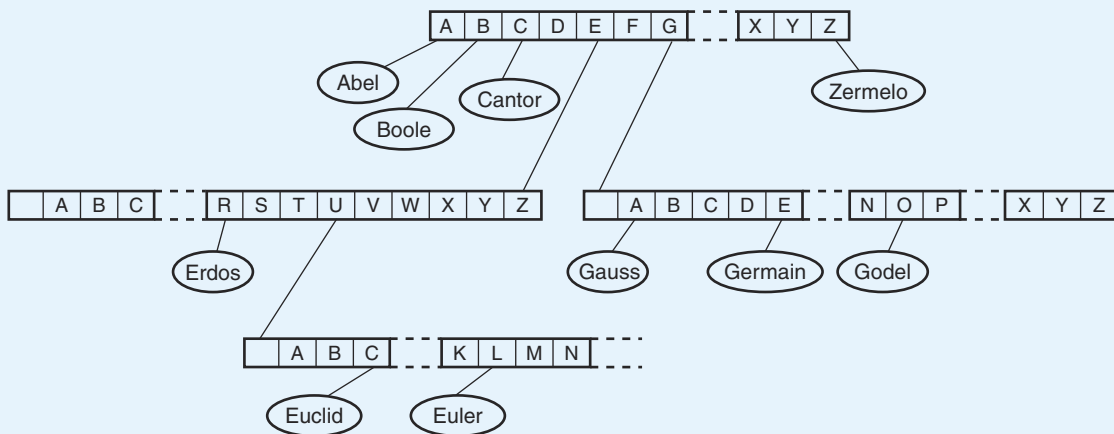 A B C D E F G X Y Z
Abel
Cantor
Zermelo
Boole
A B C R S T U V W X Y Z
A B C D E N O P X Y Z
Erdos
Gauss
Germain
Godel
A B C K L M N
Euclid
Euler